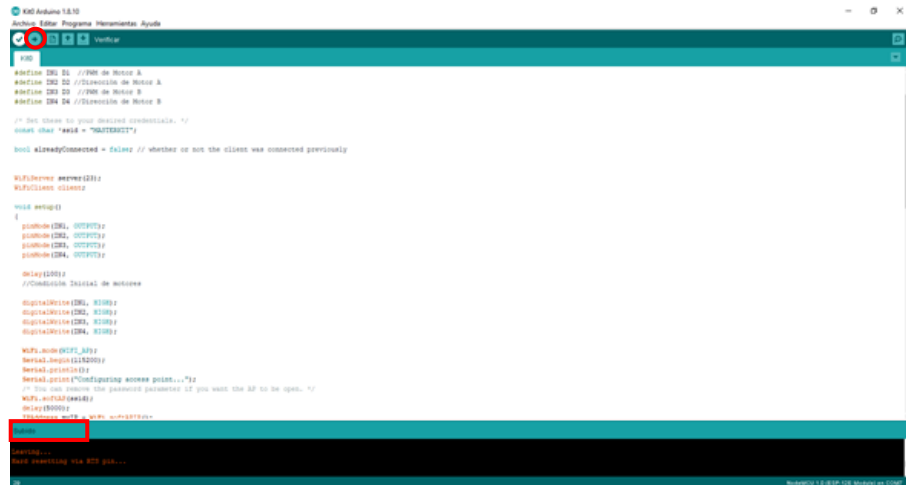 Kit0 Arduino 1.8.10
Archivo Editar Programa Herramientas Ayuda
Verificar
Kit0
#define IN1 D1 //PWM de Motor A
#define IN2 D2 //Dirección de Motor A
#define IN3 D3 //PWM de Motor B
#define IN4 D4 //Dirección de Motor B
/* Set these to your desired credentials. */
const char *ssid = "MASTERKIT";
bool alreadyConnected = false; // whether or not the client was connected previously
WiFiServer server(23);
WiFiClient client;
void setup()
{
pinMode(IN1, OUTPUT);
pinMode(IN2, OUTPUT);
pinMode(IN3, OUTPUT);
pinMode(IN4, OUTPUT);
delay(100);
//Condición Inicial de motores
digitalWrite(IN1, HIGH);
digitalWrite(IN2, HIGH);
digitalWrite(IN3, HIGH);
digitalWrite(IN4, HIGH);
WiFi.mode(WIFI_AP);
Serial.begin(115200);
Serial.println();
Serial.print("Configuring access point...");
/* You can remove the password parameter if you want the AP to be open. */
WiFi.softAP(ssid);
delay(5000);
IPAddress myIP = WiFi.softAPIP();
Subido
Leaving...
Hard resetting via RTS pin...